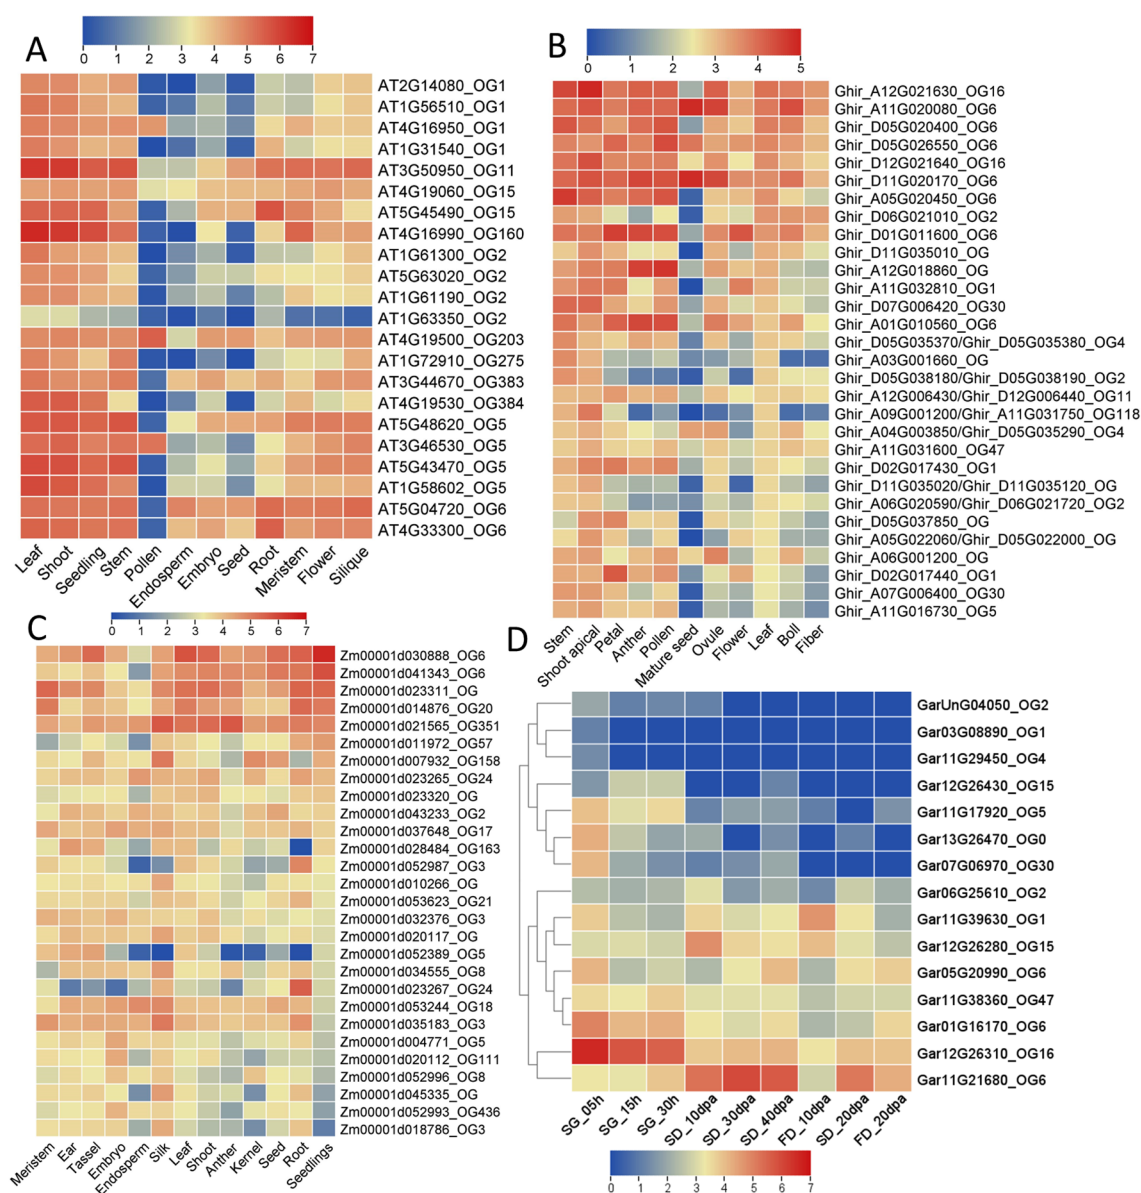 A
0 1 2 3 4 5 6 7
AT2G14080_OG1
AT1G56510_OG1
AT4G16950_OG1
AT1G31540_OG1
AT3G50950_OG11
AT4G19060_OG15
AT5G45490_OG15
AT4G16990_OG160
AT1G61300_OG2
AT5G63020_OG2
AT1G61190_OG2
AT1G63350_OG2
AT4G19500_OG203
AT1G72910_OG275
AT3G44670_OG383
AT4G19530_OG384
AT5G48620_OG5
AT3G46530_OG5
AT5G43470_OG5
AT1G58602_OG5
AT5G04720_OG6
AT4G33300_OG6
Leaf
Shoot
Seedling
Stem
Pollen
Endosperm
Embryo
Seed
Root
Meristem
Flower
Silique
B
0 1 2 3 4 5
Ghir_A12G021630_OG16
Ghir_A11G020080_OG6
Ghir_D05G020400_OG6
Ghir_D05G026550_OG6
Ghir_D12G021640_OG16
Ghir_D11G020170_OG6
Ghir_A05G020450_OG6
Ghir_D06G021010_OG2
Ghir_D01G011600_OG6
Ghir_D11G035010_OG
Ghir_A12G018860_OG
Ghir_A11G032810_OG1
Ghir_D07G006420_OG30
Ghir_A01G010560_OG6
Ghir_D05G035370/Ghir_D05G035380_OG4
Ghir_A03G001660_OG
Ghir_D05G038180/Ghir_D05G038190_OG2
Ghir_A12G006430/Ghir_D12G006440_OG11
Ghir_A09G001200/Ghir_A11G031750_OG118
Ghir_A04G003850/Ghir_D05G035290_OG4
Ghir_A11G031600_OG47
Ghir_D02G017430_OG1
Ghir_D11G035020/Ghir_D11G035120_OG
Ghir_A06G020590/Ghir_D06G021720_OG2
Ghir_D05G037850_OG
Ghir_A05G022060/Ghir_D05G022000_OG
Ghir_A06G001200_OG
Ghir_D02G017440_OG1
Ghir_A07G006400_OG30
Ghir_A11G016730_OG5
Stem
Shoot apical
Petal
Anther
Pollen
Mature seed
Ovule
Flower
Leaf
Boll
Fiber
C
0 1 2 3 4 5 6 7
Zm00001d030888_OG6
Zm00001d041343_OG6
Zm00001d023311_OG
Zm00001d014876_OG20
Zm00001d021565_OG351
Zm00001d011972_OG57
Zm00001d007932_OG158
Zm00001d023265_OG24
Zm00001d023320_OG
Zm00001d043233_OG2
Zm00001d037648_OG17
Zm00001d028484_OG163
Zm00001d052987_OG3
Zm00001d010266_OG
Zm00001d053623_OG21
Zm00001d032376_OG3
Zm00001d020117_OG
Zm00001d052389_OG5
Zm00001d034555_OG8
Zm00001d023267_OG24
Zm00001d053244_OG18
Zm00001d035183_OG3
Zm00001d004771_OG5
Zm00001d020112_OG111
Zm00001d052996_OG8
Zm00001d045335_OG
Zm00001d052993_OG436
Zm00001d018786_OG3
Meristem
Ear
Tassel
Embryo
Endosperm
Silk
Leaf
Shoot
Anther
Kernel
Seed
Root
Seedlings
D
GarUnG04050_OG2
Gar03G08890_OG1
Gar11G29450_OG4
Gar12G26430_OG15
Gar11G17920_OG5
Gar13G26470_OG0
Gar07G06970_OG30
Gar06G25610_OG2
Gar11G39630_OG1
Gar12G26280_OG15
Gar05G20990_OG6
Gar11G38360_OG47
Gar01G16170_OG6
Gar12G26310_OG16
Gar11G21680_OG6
SG_05h
SG_15h
SG_30h
SD_10dpa
SD_30dpa
SD_40dpa
FD_10dpa
SD_20dpa
FD_20dpa
0 1 2 3 4 5 6 7